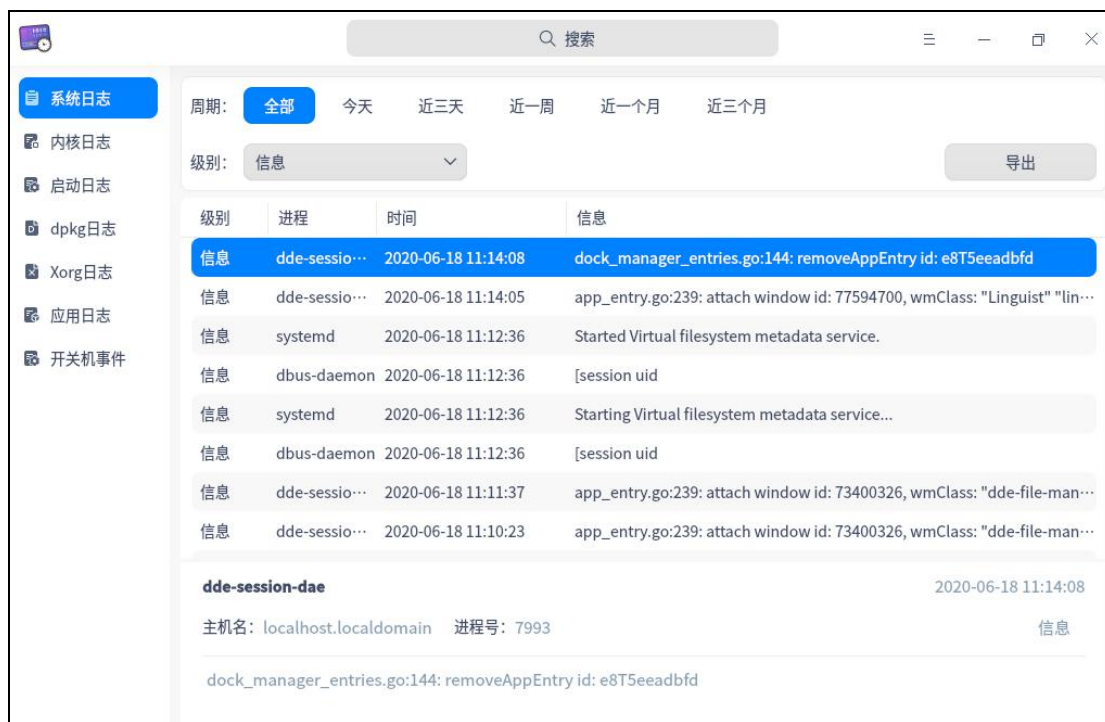 搜索
系统日志
内核日志
启动日志
dpkg日志
Xorg日志
应用日志
开关机事件
周期： 全部 今天 近三天 近一周 近一个月 近三个月
级别： 信息 导出
级别 进程 时间 信息
信息 dde-sessio··· 2020-06-18 11:14:08 dock_manager_entries.go:144: removeAppEntry id: e8T5eeadbfd
信息 dde-sessio··· 2020-06-18 11:14:05 app_entry.go:239: attach window id: 77594700, wmClass: "Linguist" "lin···
信息 systemd 2020-06-18 11:12:36 Started Virtual filesystem metadata service.
信息 dbus-daemon 2020-06-18 11:12:36 [session uid
信息 systemd 2020-06-18 11:12:36 Starting Virtual filesystem metadata service...
信息 dbus-daemon 2020-06-18 11:12:36 [session uid
信息 dde-sessio··· 2020-06-18 11:11:37 app_entry.go:239: attach window id: 73400326, wmClass: "dde-file-man···
信息 dde-sessio··· 2020-06-18 11:10:23 app_entry.go:239: attach window id: 73400326, wmClass: "dde-file-man···
dde-session-dae 2020-06-18 11:14:08
主机名： localhost.localdomain 进程号： 7993 信息
dock_manager_entries.go:144: removeAppEntry id: e8T5eeadbfd